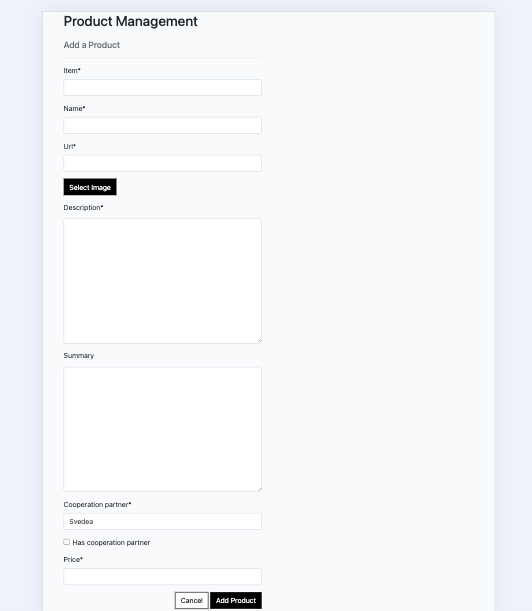 Product Management
Add a Product
Item*
Name*
Url*
Select Image
Description*
Summary
Cooperation partner*
Svedea
Has cooperation partner
Price*
Cancel Add Product